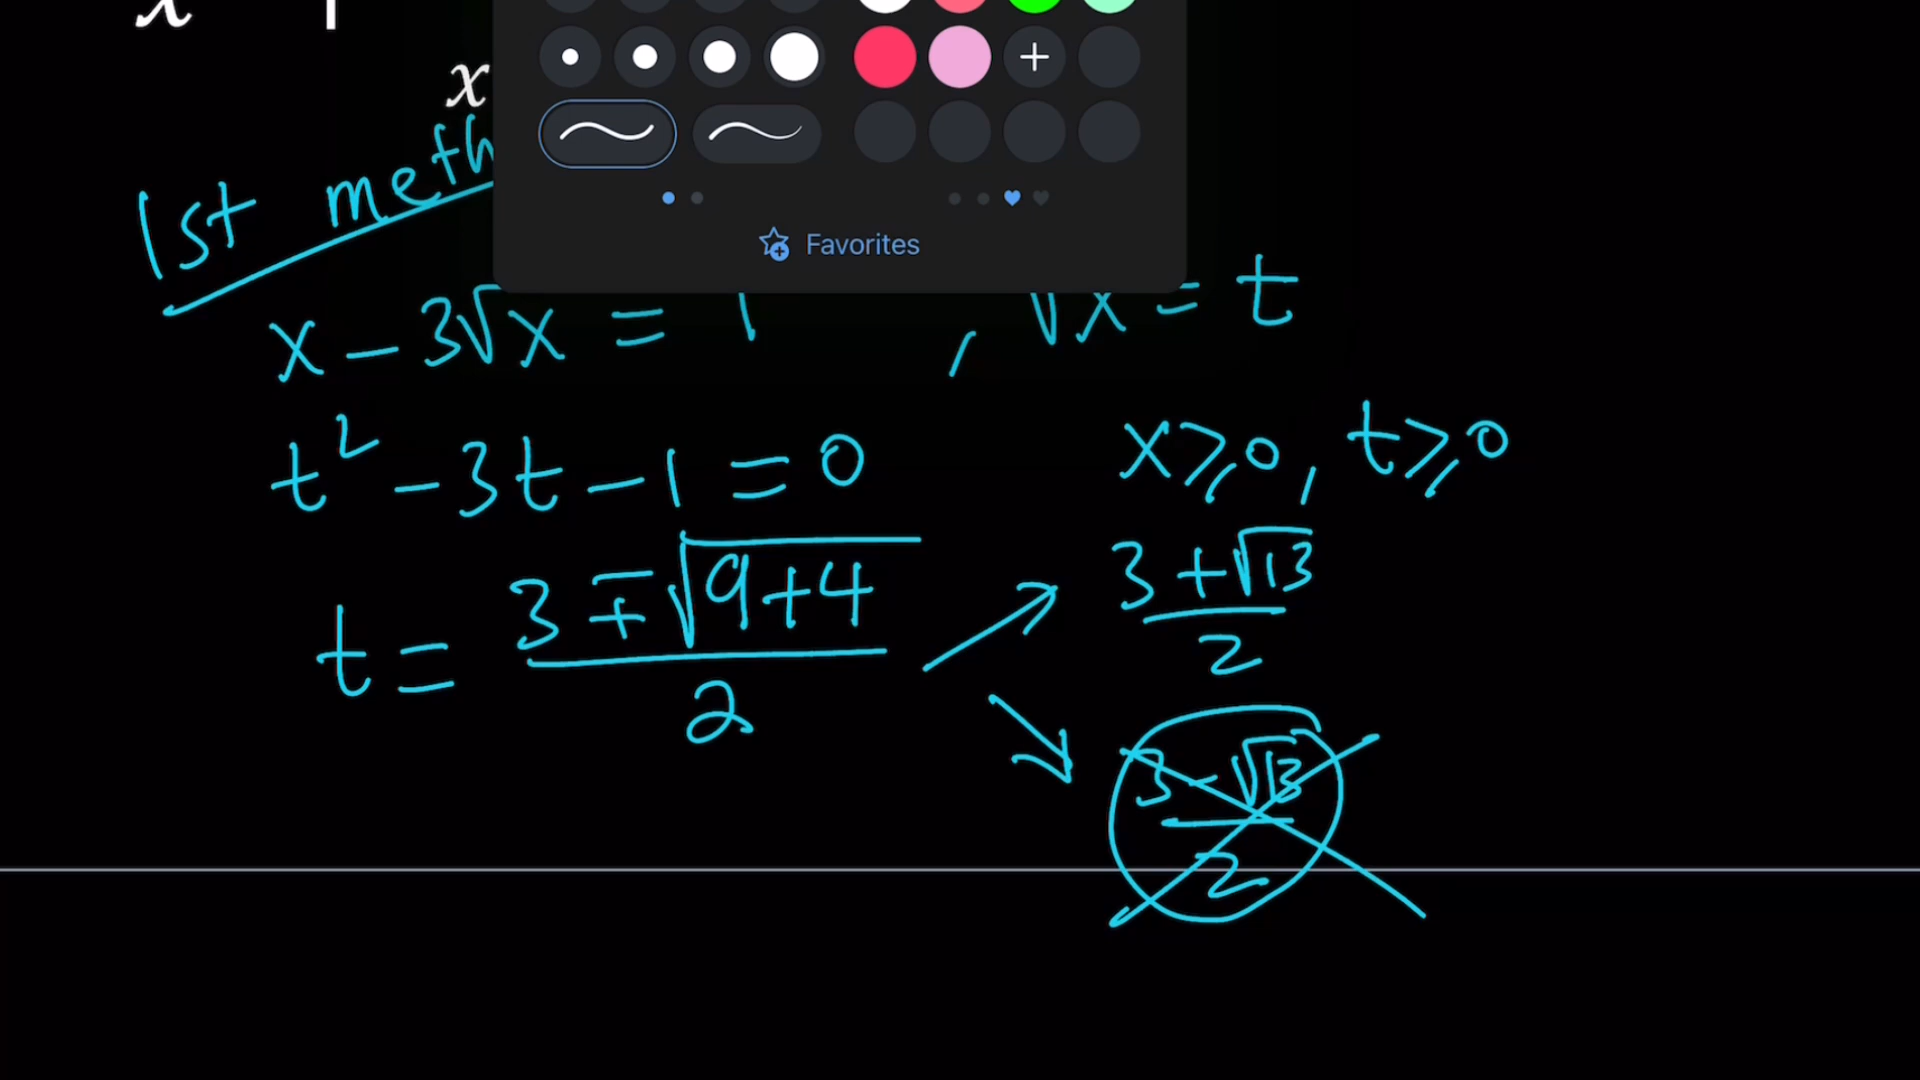 x
1st meth
Favorites
x - 3√x = 1 , √x = t
t² - 3t - 1 = 0
x ⩾ 0, t ⩾ 0
t = (3 ∓ √(9+4))/2
(3 + √13)/2
(3 - √13)/2